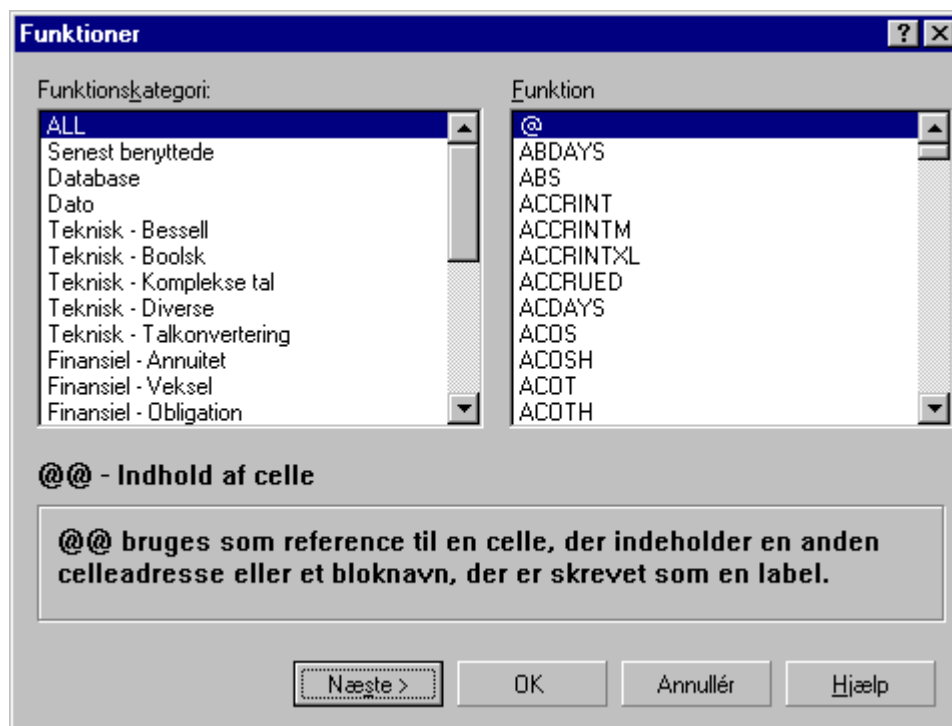 Funktioner
Funktionskategori:
ALL
Senest benyttede
Database
Dato
Teknisk - Bessell
Teknisk - Boolsk
Teknisk - Komplekse tal
Teknisk - Diverse
Teknisk - Talkonvertering
Finansiel - Annuitet
Finansiel - Veksel
Finansiel - Obligation
Funktion
@
ABDAYS
ABS
ACCRINT
ACCRINTM
ACCRINTXL
ACCRUED
ACDAYS
ACOS
ACOSH
ACOT
ACOTH
@@ - Indhold af celle
@@ bruges som reference til en celle, der indeholder en anden
celleadresse eller et bloknavn, der er skrevet som en label.
Næste >
OK
Annullér
Hjælp